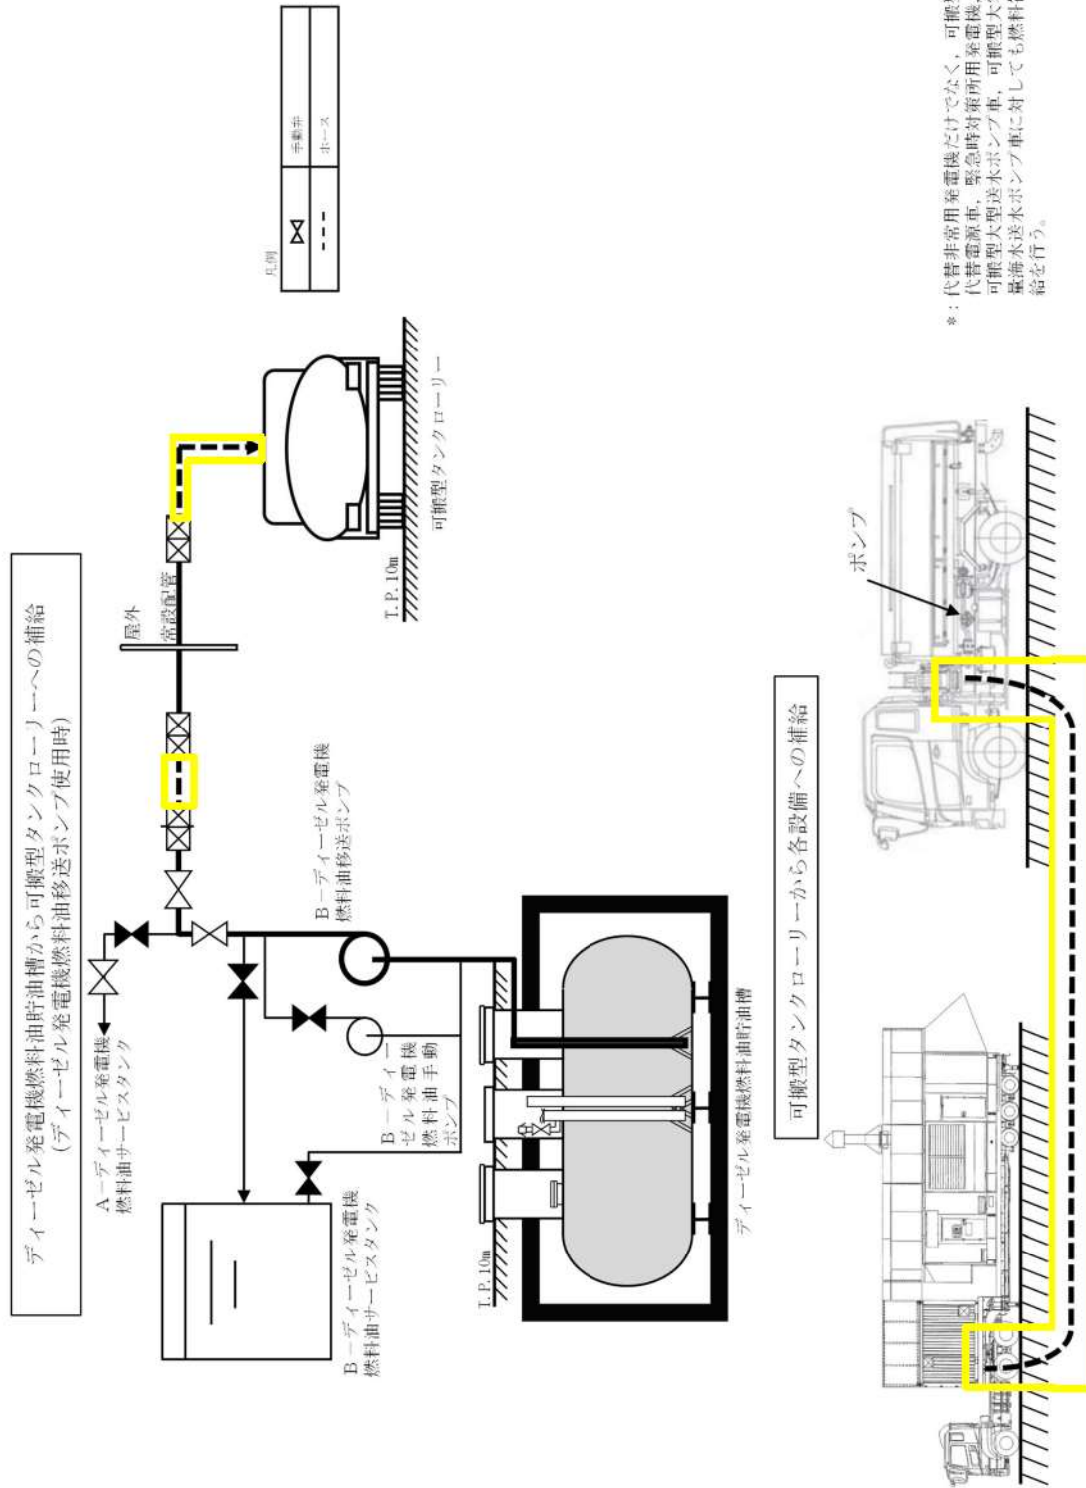 ディーゼル発電機燃料油貯油槽から可搬型タンクローリーへの補給
(ディーゼル発電機燃料油移送ポンプ使用時)
A－ディーゼル発電機
燃料油サービスタンク
屋外
常設配管
凡例
手動弁
ホース
B－ディーゼル発電機
燃料油移送ポンプ
B－ディー
ゼル発電機
燃料油手動
ポンプ
B－ディーゼル発電機
燃料油サービスタンク
T.P.10m
T.P.10m
可搬型タンクローリー
ディーゼル発電機燃料油貯油槽
可搬型タンクローリーから各設備への補給
ポンプ
*：代替非常用発電機だけでなく，可搬型
代替電源車，緊急時対策所用発電機，
可搬型大型送水ポンプ車，可搬型大
量海水送水ポンプ車に対しても燃料
給を行う。